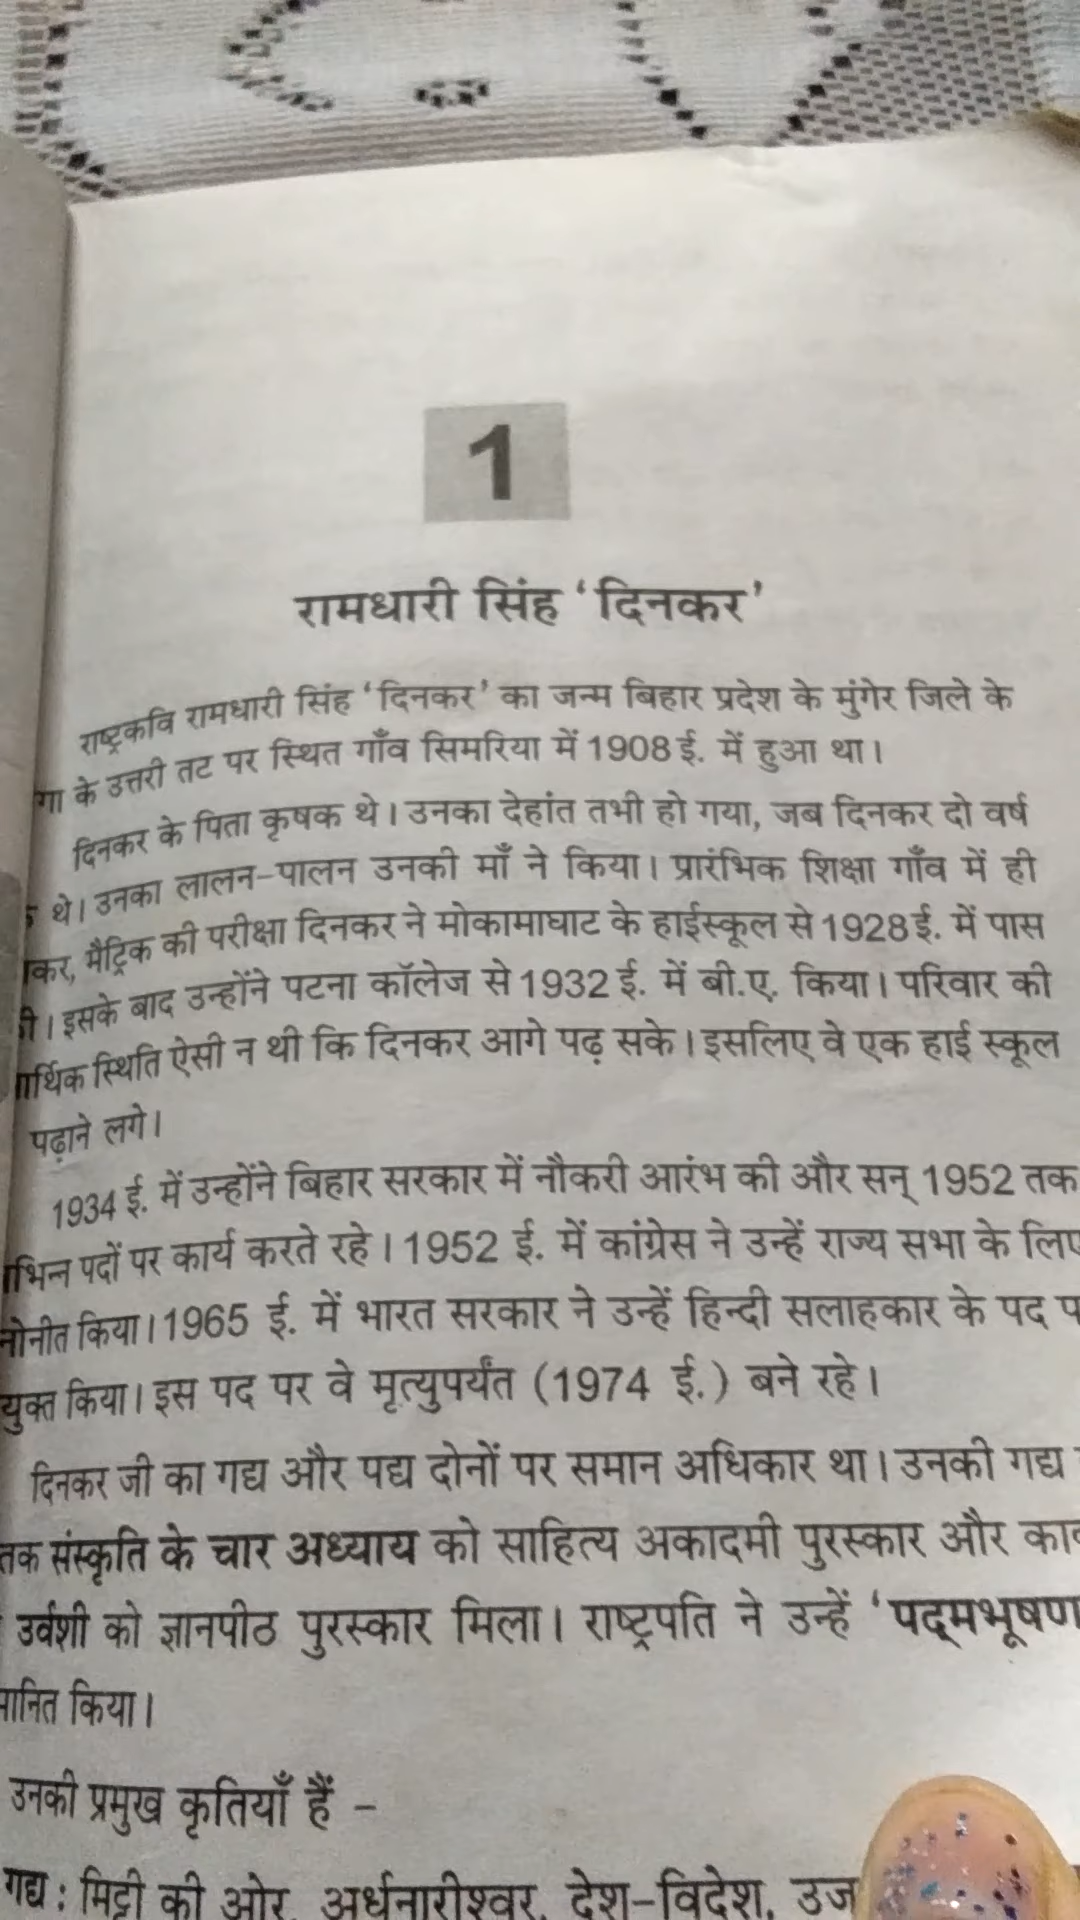 1
रामधारी सिंह ‘दिनकर’
राष्ट्रकवि रामधारी सिंह ‘दिनकर’ का जन्म बिहार प्रदेश के मुंगेर जिले के
के उत्तरी तट पर स्थित गाँव सिमरिया में 1908 ई. में हुआ था।
दिनकर के पिता कृषक थे। उनका देहांत तभी हो गया, जब दिनकर दो वर्ष
थे। उनका लालन-पालन उनकी माँ ने किया। प्रारंभिक शिक्षा गाँव में ही
मैट्रिक की परीक्षा दिनकर ने मोकामाघाट के हाईस्कूल से 1928 ई. में पास
। इसके बाद उन्होंने पटना कॉलेज से 1932 ई. में बी.ए. किया। परिवार की
स्थिति ऐसी न थी कि दिनकर आगे पढ़ सके। इसलिए वे एक हाई स्कूल
पढ़ाने लगे।
1934 ई. में उन्होंने बिहार सरकार में नौकरी आरंभ की और सन् 1952 तक
पदों पर कार्य करते रहे। 1952 ई. में कांग्रेस ने उन्हें राज्य सभा के लिए
किया। 1965 ई. में भारत सरकार ने उन्हें हिन्दी सलाहकार के पद
किया। इस पद पर वे मृत्युपर्यंत (1974 ई.) बने रहे।
दिनकर जी का गद्य और पद्य दोनों पर समान अधिकार था। उनकी गद्य
संस्कृति के चार अध्याय को साहित्य अकादमी पुरस्कार और
उर्वशी को ज्ञानपीठ पुरस्कार मिला। राष्ट्रपति ने उन्हें ‘पद्मभूषण
किया।
उनकी प्रमुख कृतियाँ हैं –
गद्य : मिट्टी की ओर, अर्धनारीश्वर, देश-विदेश,